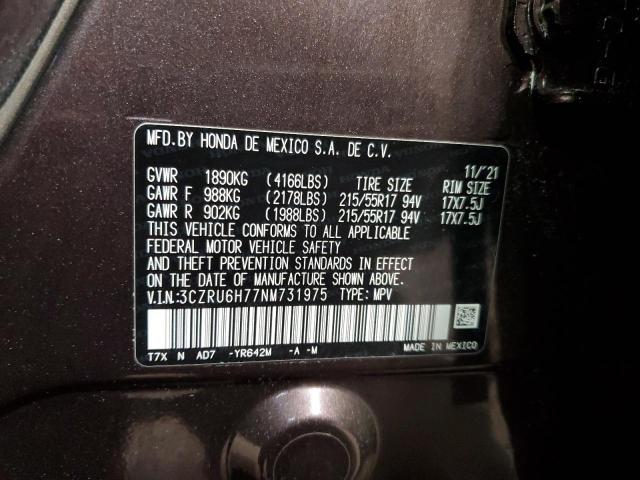 MFD.BY HONDA DE MEXICO S.A. DE C.V.
11/'21
GVWR 1890KG (4166LBS) TIRE SIZE RIM SIZE
GAWR F 988KG (2178LBS) 215/55R17 94V 17X7.5J
GAWR R 902KG (1988LBS) 215/55R17 94V 17X7.5J
THIS VEHICLE CONFORMS TO ALL APPLICABLE
FEDERAL MOTOR VEHICLE SAFETY
AND THEFT PREVENTION STANDARDS IN EFFECT
ON THE DATE OF MANUFACTURE SHOWN ABOVE.
V.I.N.:3CZRU6H77NM731975 TYPE: MPV
T7X N AD7 -YR642M -A -M MADE IN MEXICO